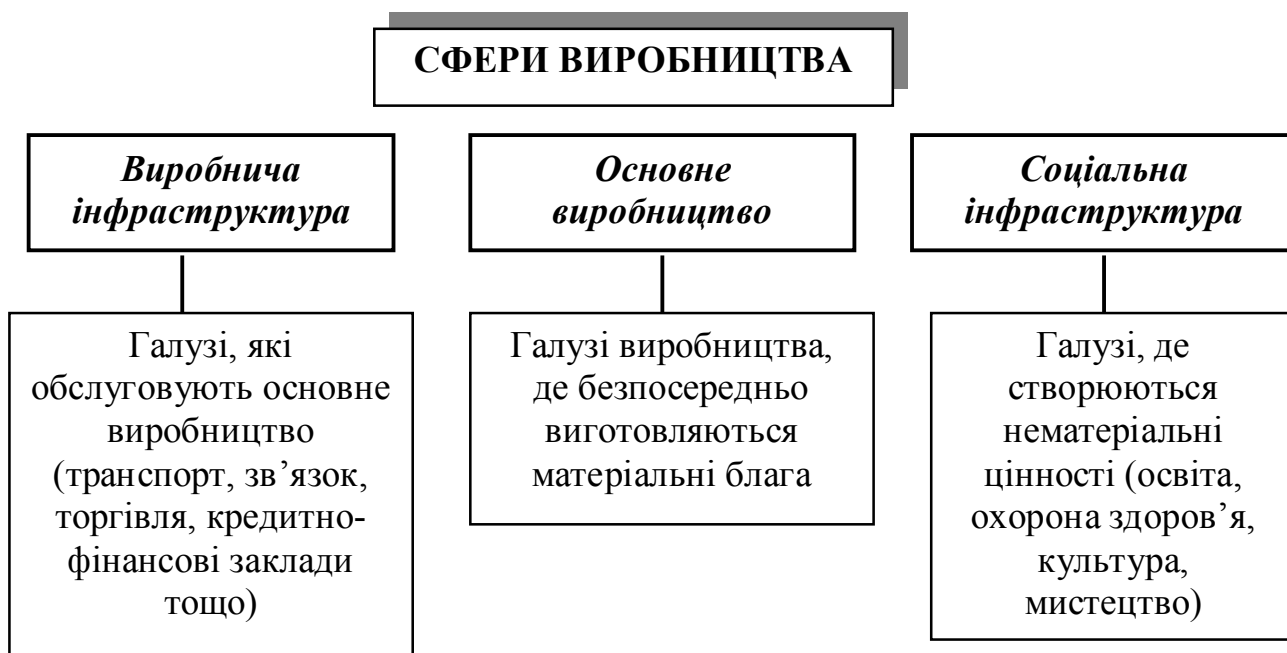 СФЕРИ ВИРОБНИЦТВА
Виробнича
інфраструктура
Основне
виробництво
Соціальна
інфраструктура
Галузі, які
обслуговують основне
виробництво
(транспорт, зв’язок,
торгівля, кредитно-
фінансові заклади
тощо)
Галузі виробництва,
де безпосередньо
виготовляються
матеріальні блага
Галузі, де
створюються
нематеріальні
цінності (освіта,
охорона здоров’я,
культура,
мистецтво)